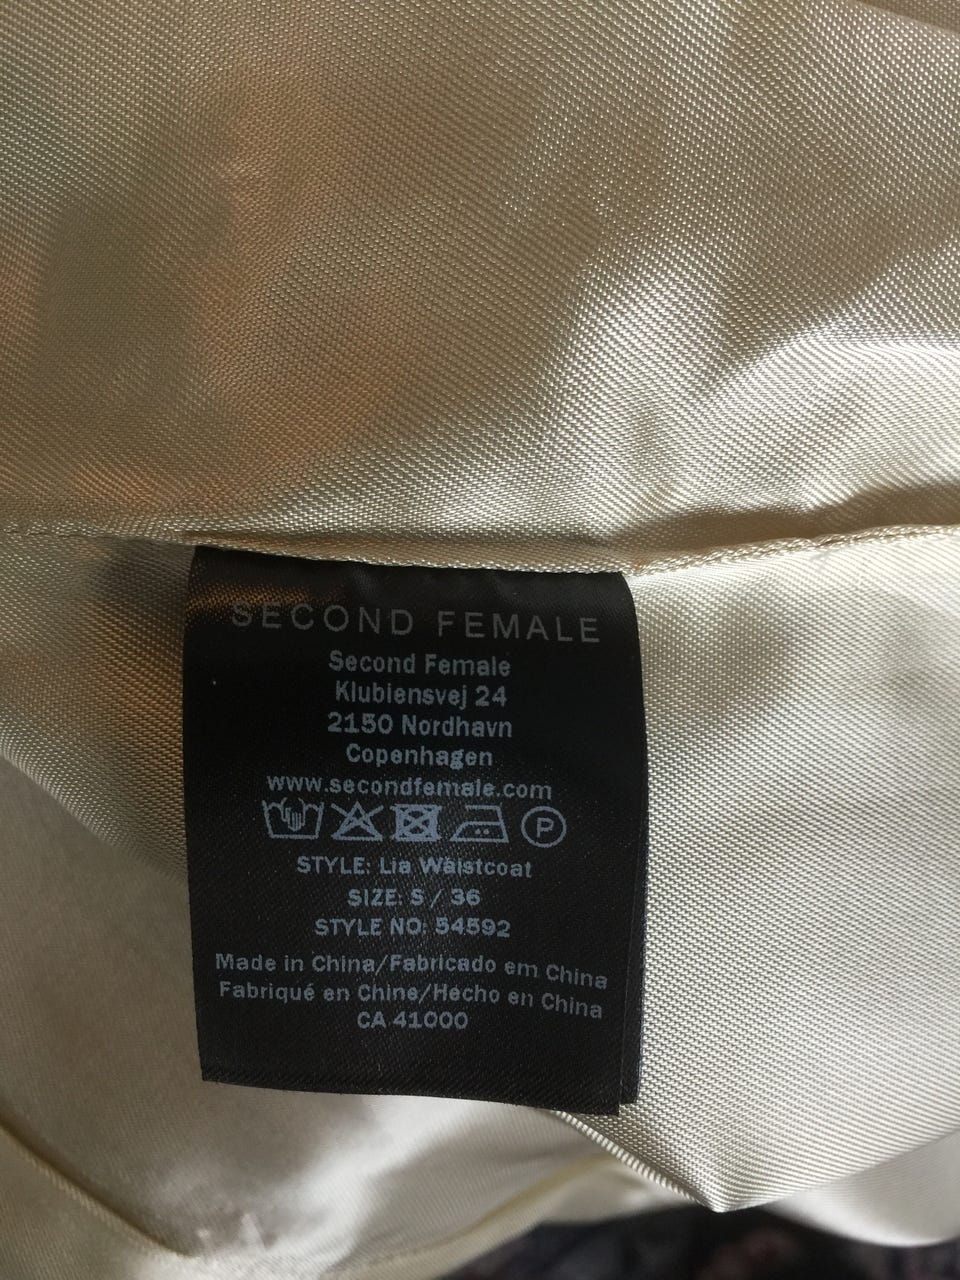 SECOND FEMALE
Second Female
Klubiensvej 24
2150 Nordhavn
Copenhagen
www.secondfemale.com
P
STYLE: Lia Waistcoat
SIZE: S / 36
STYLE NO: 54592
Made in China/Fabricado em China
Fabriqué en Chine/Hecho en China
CA 41000